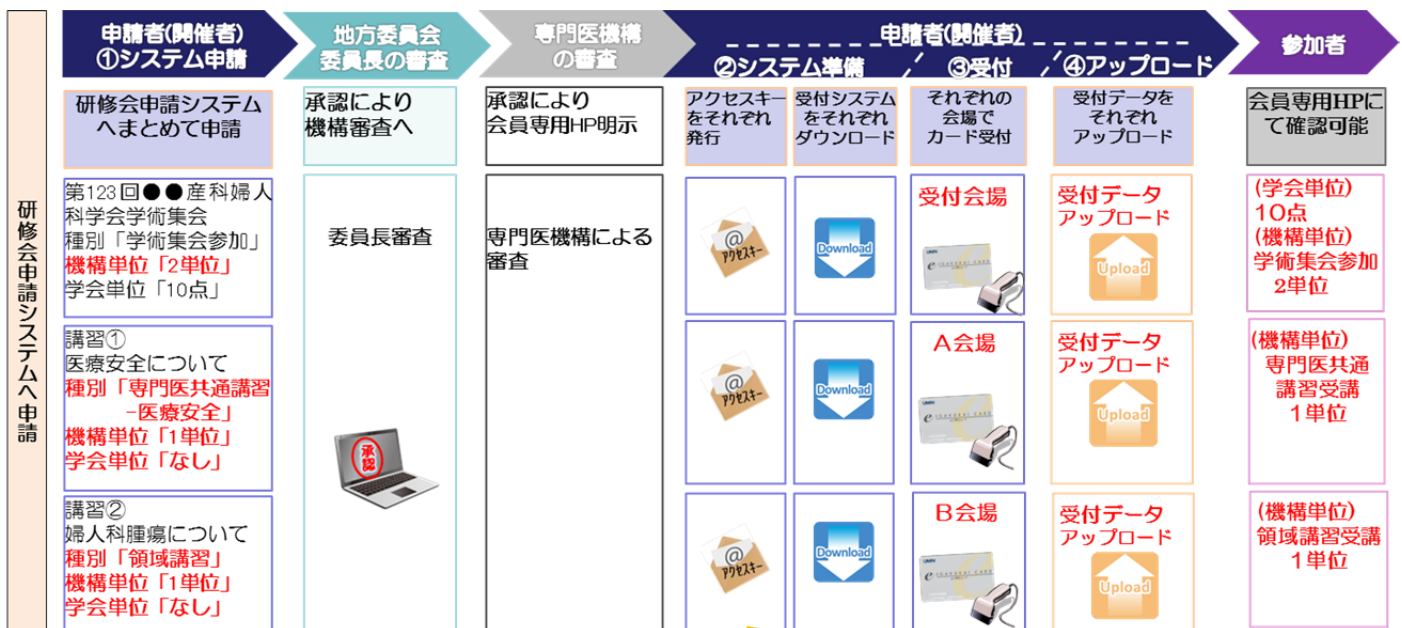 研修会申請システムへ 申請
申請者(開催者)
①システム申請
地方委員会
委員長の審査
専門医機構
の審査
申請者(開催者)
②システム準備
③受付
④アップロード
参加者
研修会申請システム
へまとめて申請
承認により
機構審査へ
承認により
会員専用HP明示
アクセスキー
をそれぞれ
発行
受付システム
をそれぞれ
ダウンロード
それぞれの
会場で
カード受付
受付データを
それぞれ
アップロード
会員専用HPに
て確認可能
第123回●●産科婦人
科学会学術集会
種別「学術集会参加」
機構単位「2単位」
学会単位「10点」
委員長審査
専門医機構による
審査
@
アクセスキー
Download
受付会場
受付データ
アップロード
Upload
(学会単位)
10点
(機構単位)
学術集会参加
2単位
講習①
医療安全について
種別「専門医共通講習
-医療安全」
機構単位「1単位」
学会単位「なし」
承認
@
アクセスキー
Download
A会場
受付データ
アップロード
Upload
(機構単位)
専門医共通
講習受講
1単位
講習②
婦人科腫瘍について
種別「領域講習」
機構単位「1単位」
学会単位「なし」
@
アクセスキー
Download
B会場
受付データ
アップロード
Upload
(機構単位)
領域講習受講
1単位